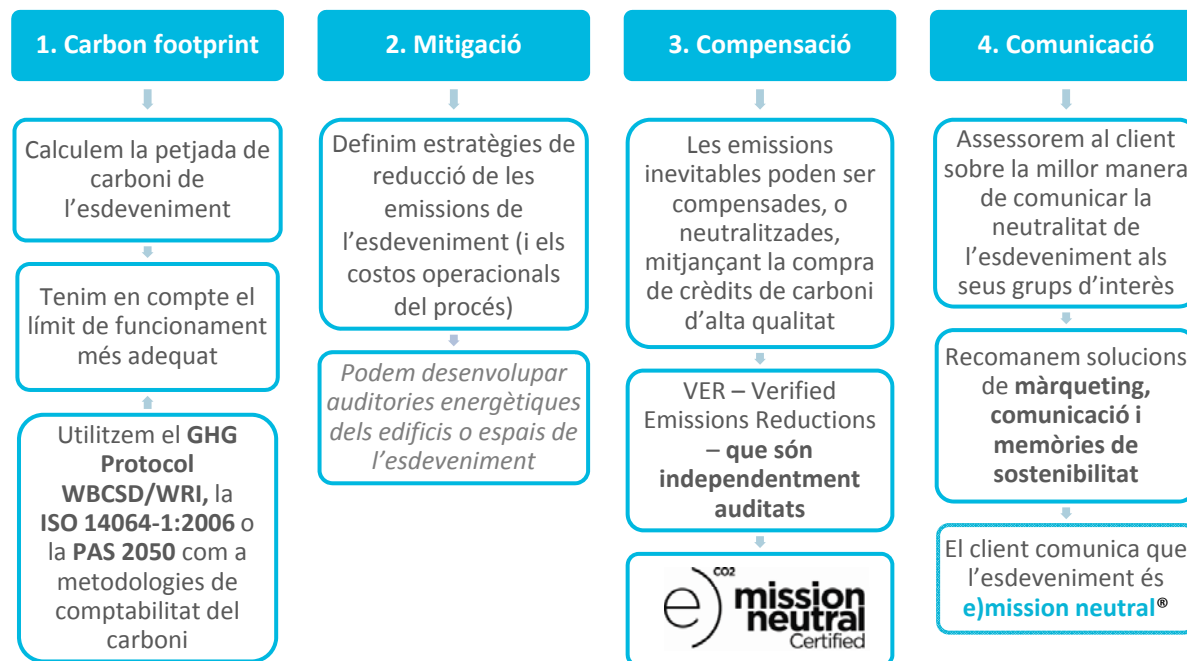 1. Carbon footprint
Calculem la petjada de
carboni de
l’esdeveniment
Tenim en compte el
límit de funcionament
més adequat
Utilitzem el GHG
Protocol
WBCSD/WRI, la
ISO 14064-1:2006 o
la PAS 2050 com a
metodologies de
comptabilitat del
carboni
2. Mitigació
Definim estratègies de
reducció de les
emissions de
l’esdeveniment (i els
costos operacionals
del procés)
Podem desenvolupar
auditories energètiques
dels edificis o espais de
l’esdeveniment
3. Compensació
Les emissions
inevitables poden ser
compensades, o
neutralitzades,
mitjançant la compra
de crèdits de carboni
d’alta qualitat
VER – Verified
Emissions Reductions
– que són
independentment
auditats
CO2
e) mission
neutral
Certified
4. Comunicació
Assessorem al client
sobre la millor manera
de comunicar la
neutralitat de
l’esdeveniment als
seus grups d’interès
Recomanem solucions
de màrqueting,
comunicació i
memòries de
sostenibilitat
El client comunica que
l’esdeveniment és
e)mission neutral®